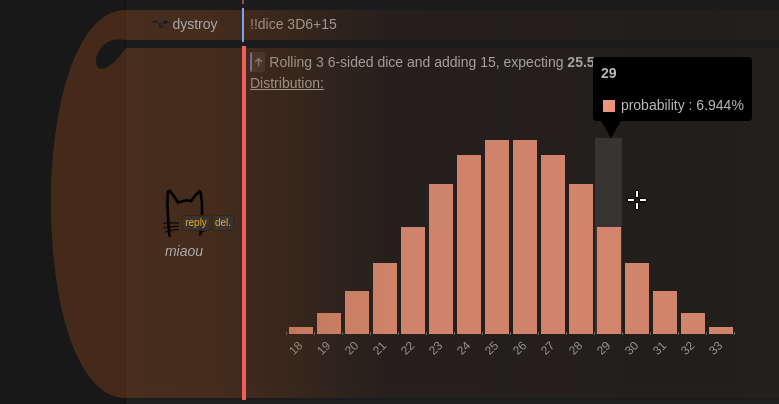 dystroy
!!dice 3D6+15
Rolling 3 6-sided dice and adding 15, expecting 25.5
Distribution:
29
probability : 6.944%
reply del.
miaou
18 19 20 21 22 23 24 25 26 27 28 29 30 31 32 33